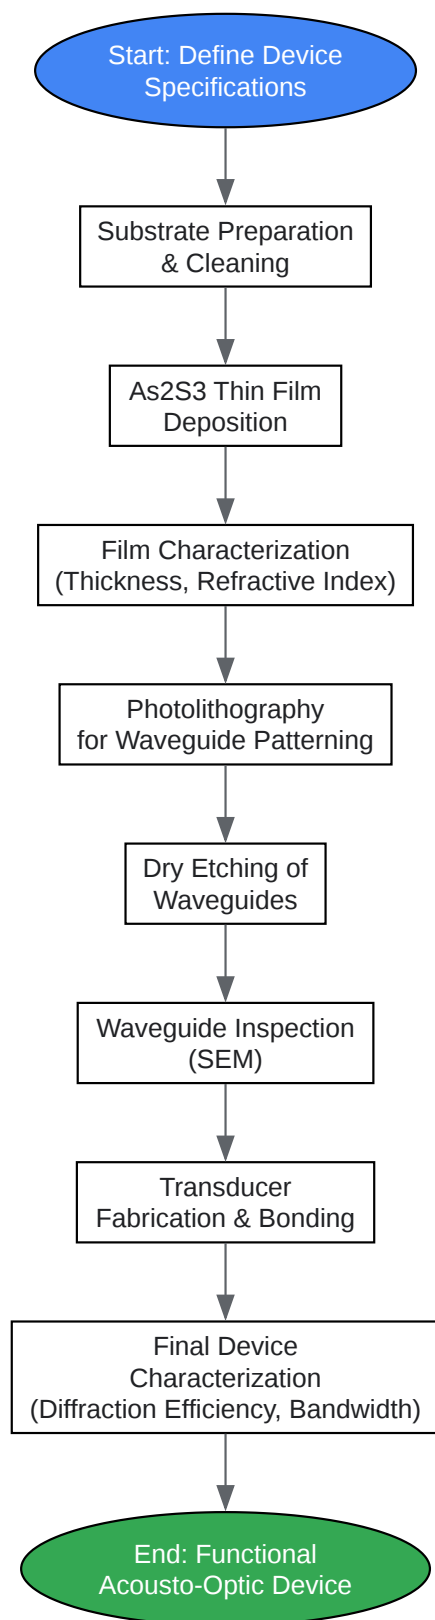 Start: Define Device
Specifications
Substrate Preparation
& Cleaning
As2S3 Thin Film
Deposition
Film Characterization
(Thickness, Refractive Index)
Photolithography
for Waveguide Patterning
Dry Etching of
Waveguides
Waveguide Inspection
(SEM)
Transducer
Fabrication & Bonding
Final Device
Characterization
(Diffraction Efficiency, Bandwidth)
End: Functional
Acousto-Optic Device